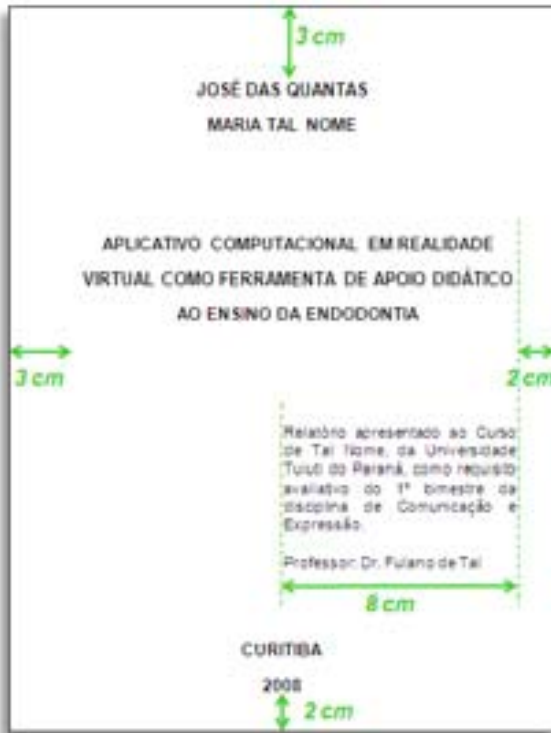 3 cm
JOSÉ DAS QUANTAS
MARIA TAL NOME
APLICATIVO COMPUTACIONAL EM REALIDADE
VIRTUAL COMO FERRAMENTA DE APOIO DIDÁTICO
AO ENSINO DA ENDODONTIA
3 cm
2 cm
Relatório apresentado ao Curso
de Tal Nome, da Universidade
Tuiuti do Paraná, como requisito
avaliativo do 1º bimestre da
disciplina de Comunicação e
Expressão.
Professor: Dr. Fulano de Tal
8 cm
CURITIBA
2008
2 cm